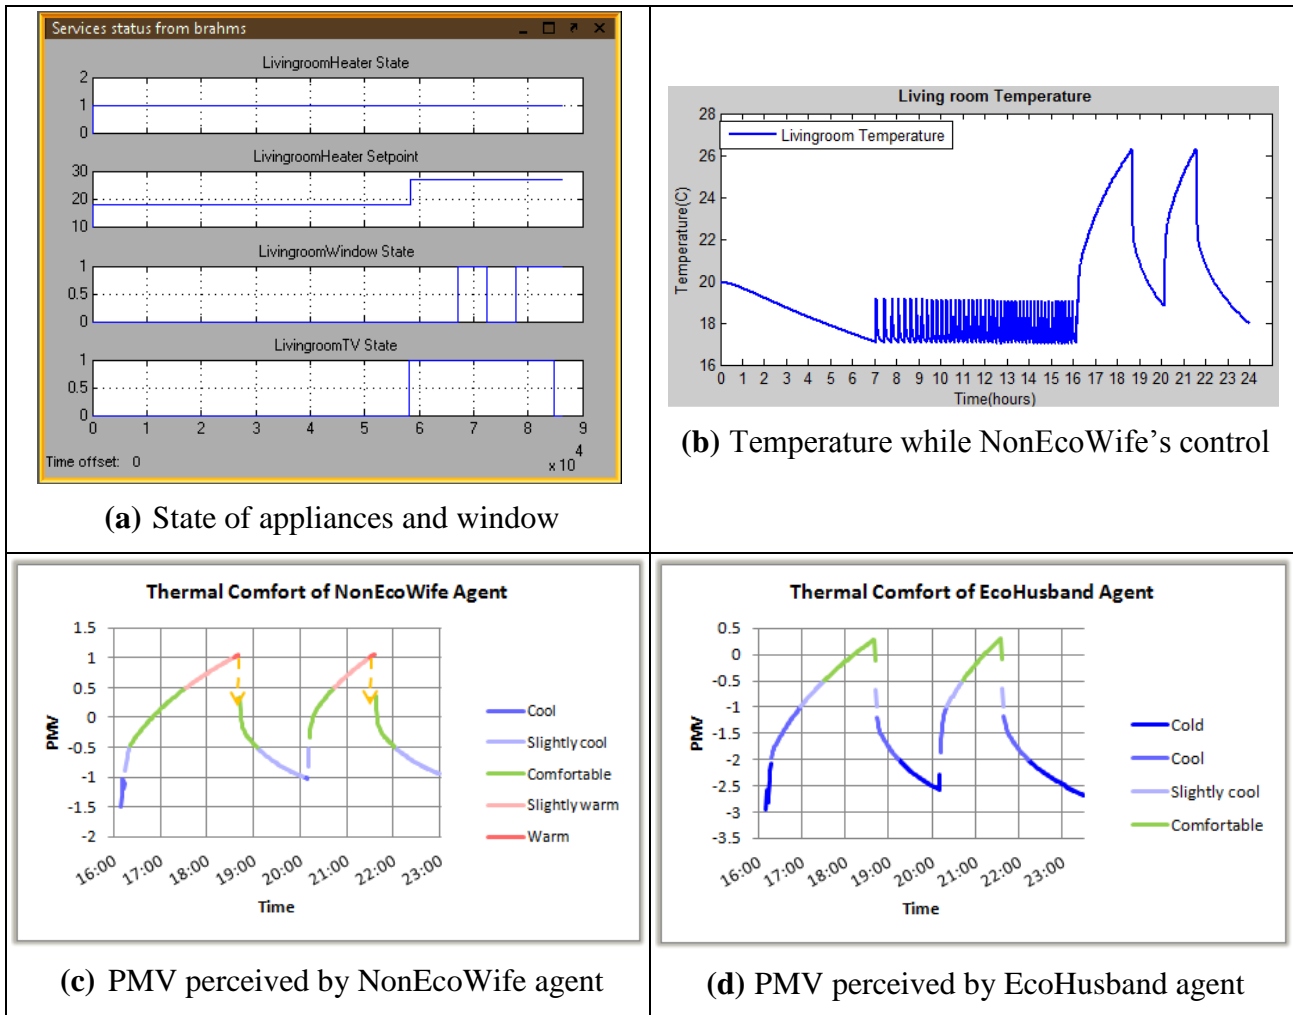 Services status from brahms
LivingroomHeater State
2
1
0
LivingroomHeater Setpoint
30
20
10
LivingroomWindow State
1
0.5
0
LivingroomTV State
1
0.5
0
0 1 2 3 4 5 6 7 8 9
Time offset: 0
x 10^4
(a) State of appliances and window
Living room Temperature
Livingroom Temperature
Temperature(C)
28
26
24
22
20
18
16
0 1 2 3 4 5 6 7 8 9 10 11 12 13 14 15 16 17 18 19 20 21 22 23 24
Time(hours)
(b) Temperature while NonEcoWife's control
Thermal Comfort of NonEcoWife Agent
PMV
1.5
1
0.5
0
-0.5
-1
-1.5
-2
16:00 17:00 18:00 19:00 20:00 21:00 22:00 23:00
Time
Cool
Slightly cool
Comfortable
Slightly warm
Warm
(c) PMV perceived by NonEcoWife agent
Thermal Comfort of EcoHusband Agent
PMV
0.5
0
-0.5
-1
-1.5
-2
-2.5
-3
-3.5
16:00 17:00 18:00 19:00 20:00 21:00 22:00 23:00
Time
Cold
Cool
Slightly cool
Comfortable
(d) PMV perceived by EcoHusband agent